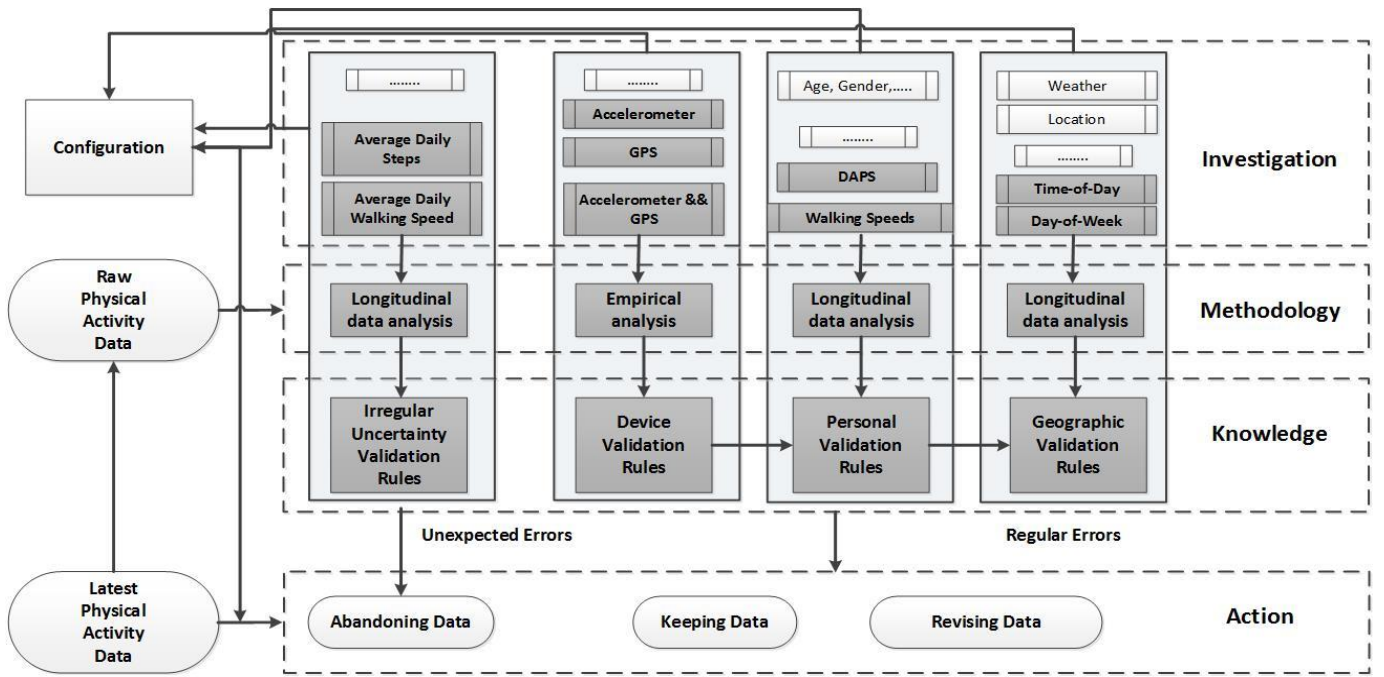 Configuration
Raw
Physical
Activity
Data
Latest
Physical
Activity
Data
........
Average Daily
Steps
Average Daily
Walking Speed
Longitudinal
data analysis
Irregular
Uncertainty
Validation
Rules
........
Accelerometer
GPS
Accelerometer &&
GPS
Empirical
analysis
Device
Validation
Rules
Age, Gender,.....
........
DAPS
Walking Speeds
Longitudinal
data analysis
Personal
Validation
Rules
Weather
Location
........
Time-of-Day
Day-of-Week
Longitudinal
data analysis
Geographic
Validation
Rules
Investigation
Methodology
Knowledge
Unexpected Errors
Regular Errors
Abandoning Data
Keeping Data
Revising Data
Action